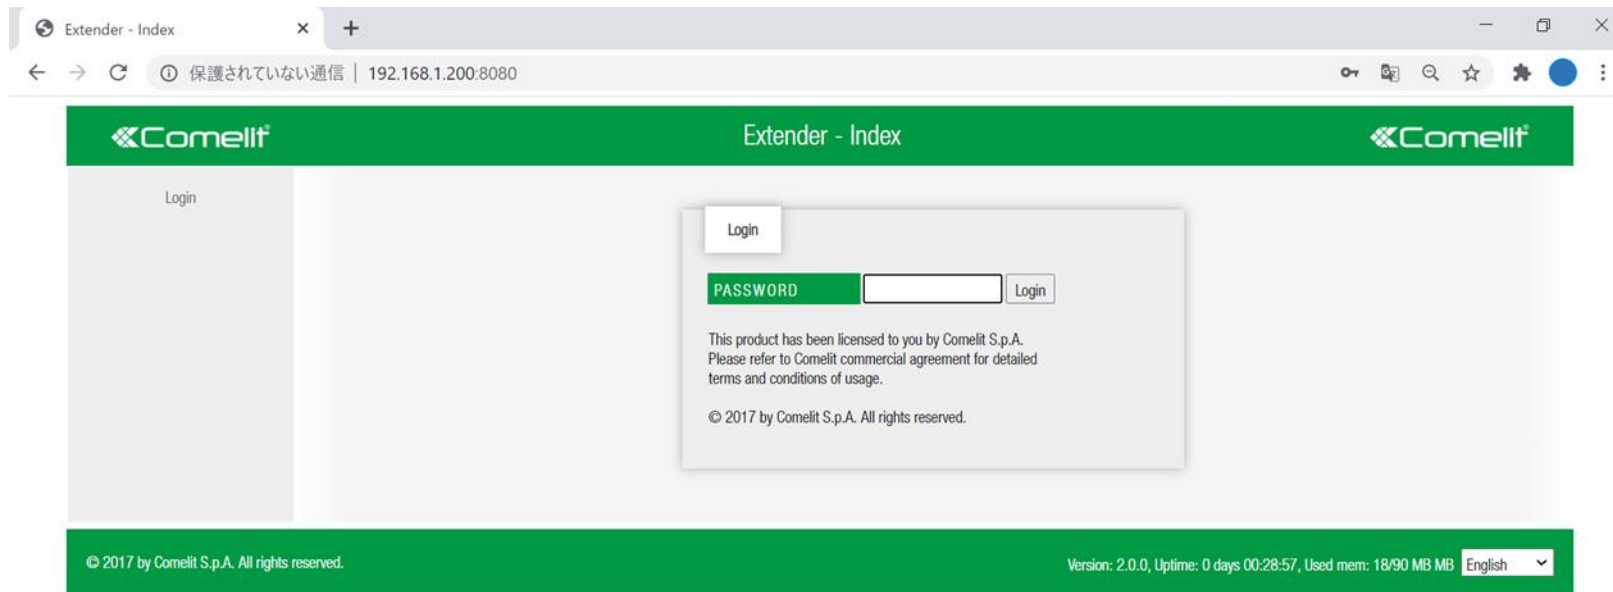 Extender - Index
保護されていない通信 | 192.168.1.200:8080
Comelit
Extender - Index
Comelit
Login
Login
PASSWORD
Login
This product has been licensed to you by Comelit S.p.A.
Please refer to Comelit commercial agreement for detailed
terms and conditions of usage.
© 2017 by Comelit S.p.A. All rights reserved.
© 2017 by Comelit S.p.A. All rights reserved.
Version: 2.0.0, Uptime: 0 days 00:28:57, Used mem: 18/90 MB MB
English